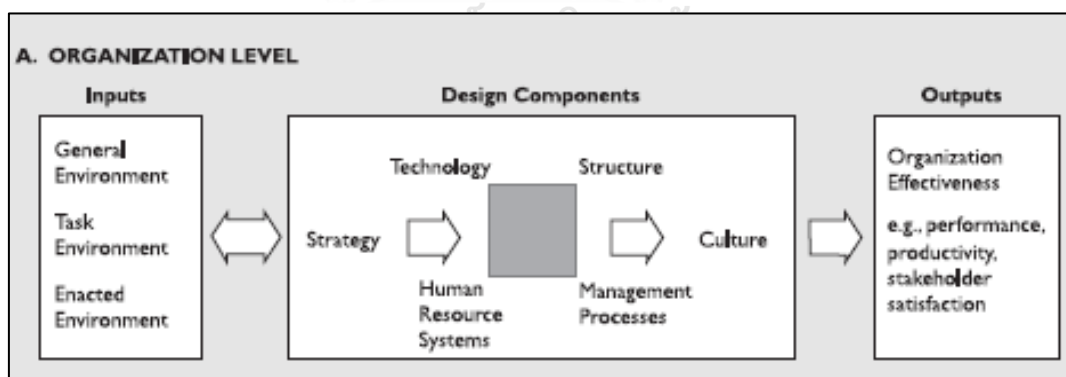 A. ORGANIZATION LEVEL
Inputs
Design Components
Outputs
General
Environment
Task
Environment
Enacted
Environment
Strategy
Technology
Structure
Human
Resource
Systems
Management
Processes
Culture
Organization
Effectiveness
e.g., performance,
productivity,
stakeholder
satisfaction